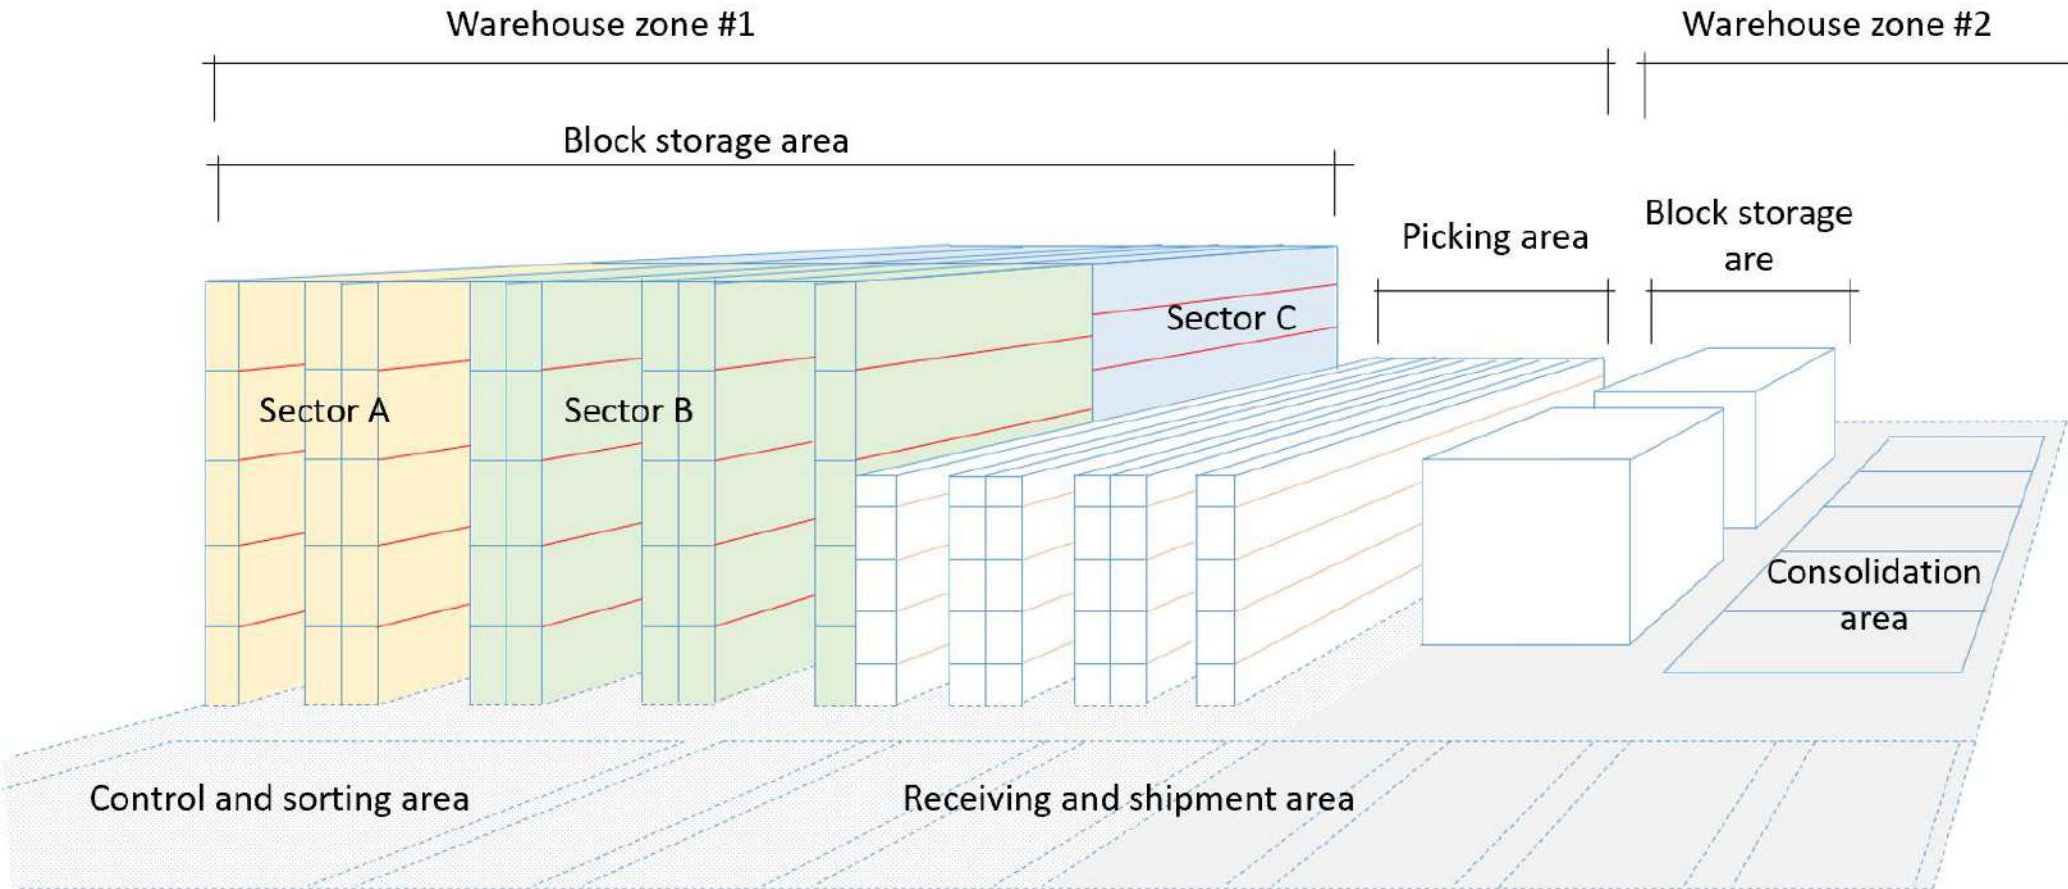 Warehouse zone #1
Warehouse zone #2
Block storage area
Block storage
are
Picking area
Sector C
Sector A
Sector B
Consolidation
area
Control and sorting area
Receiving and shipment area